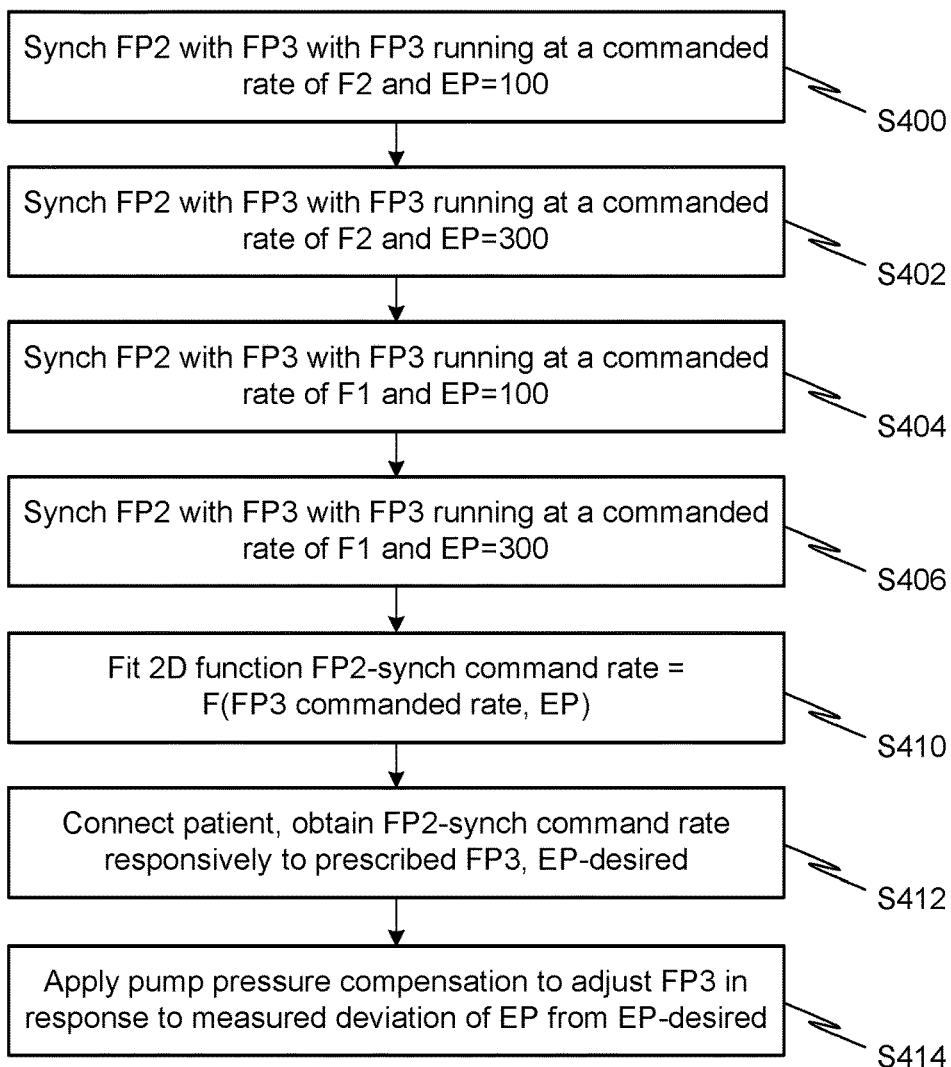 Synch FP2 with FP3 with FP3 running at a commanded
rate of F2 and EP=100
S400
Synch FP2 with FP3 with FP3 running at a commanded
rate of F2 and EP=300
S402
Synch FP2 with FP3 with FP3 running at a commanded
rate of F1 and EP=100
S404
Synch FP2 with FP3 with FP3 running at a commanded
rate of F1 and EP=300
S406
Fit 2D function FP2-synch command rate =
F(FP3 commanded rate, EP)
S410
Connect patient, obtain FP2-synch command rate
responsively to prescribed FP3, EP-desired
S412
Apply pump pressure compensation to adjust FP3 in
response to measured deviation of EP from EP-desired
S414